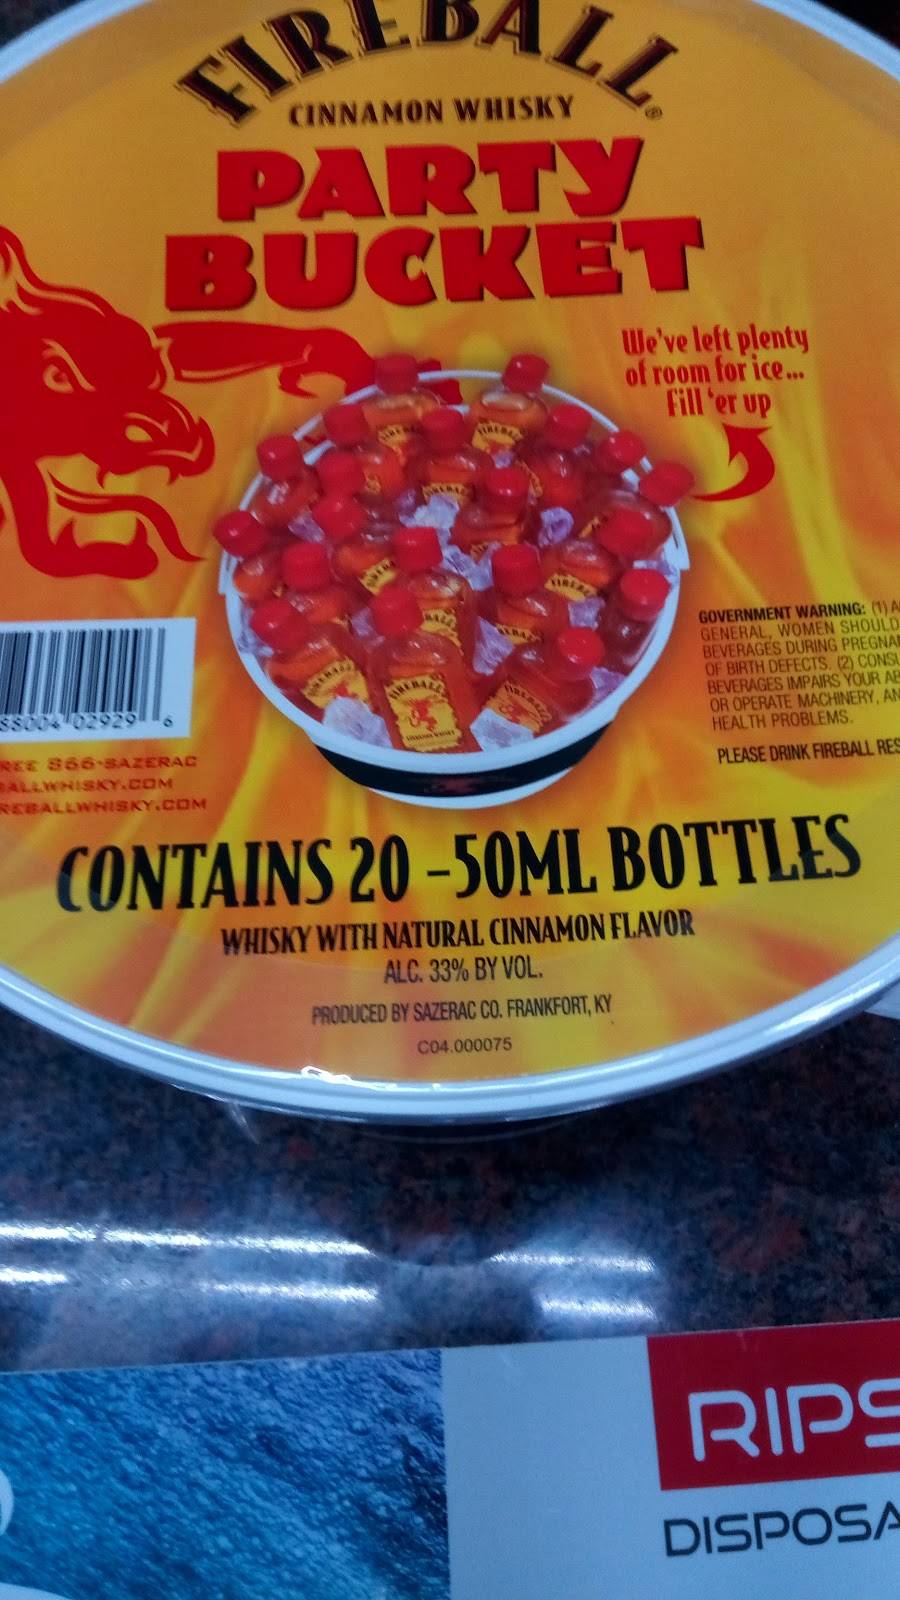 FIREBALL®
CINNAMON WHISKY
PARTY
BUCKET
We've left plenty
of room for ice...
Fill 'er up
GOVERNMENT WARNING: (1) A
GENERAL, WOMEN SHOULD
BEVERAGES DURING PREGNA
OF BIRTH DEFECTS. (2) CONSU
BEVERAGES IMPAIRS YOUR AB
OR OPERATE MACHINERY, AN
HEALTH PROBLEMS.
PLEASE DRINK FIREBALL RES
88004 02929 6
REE 866-SAZERAC
BALLWHISKY.COM
REBALLWHISKY.COM
CONTAINS 20 -50ML BOTTLES
WHISKY WITH NATURAL CINNAMON FLAVOR
ALC. 33% BY VOL.
PRODUCED BY SAZERAC CO. FRANKFORT, KY
C04.000075
RIPS
DISPOSA